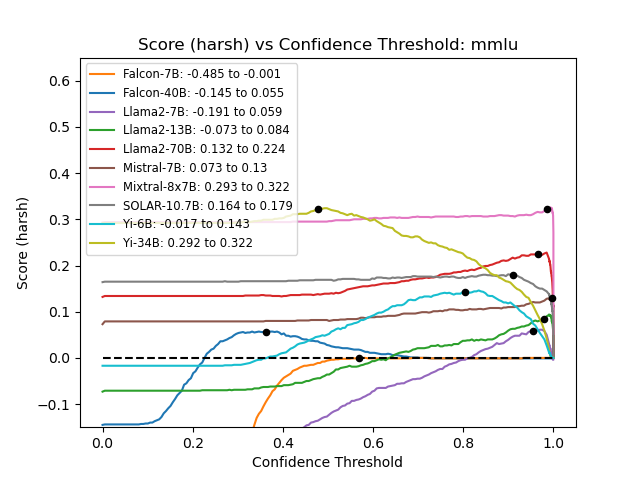 Score (harsh) vs Confidence Threshold: mmlu
Score (harsh)
0.6
0.5
0.4
0.3
0.2
0.1
0.0
−0.1
Falcon-7B: -0.485 to -0.001
Falcon-40B: -0.145 to 0.055
Llama2-7B: -0.191 to 0.059
Llama2-13B: -0.073 to 0.084
Llama2-70B: 0.132 to 0.224
Mistral-7B: 0.073 to 0.13
Mixtral-8x7B: 0.293 to 0.322
SOLAR-10.7B: 0.164 to 0.179
Yi-6B: -0.017 to 0.143
Yi-34B: 0.292 to 0.322
0.0 0.2 0.4 0.6 0.8 1.0
Confidence Threshold